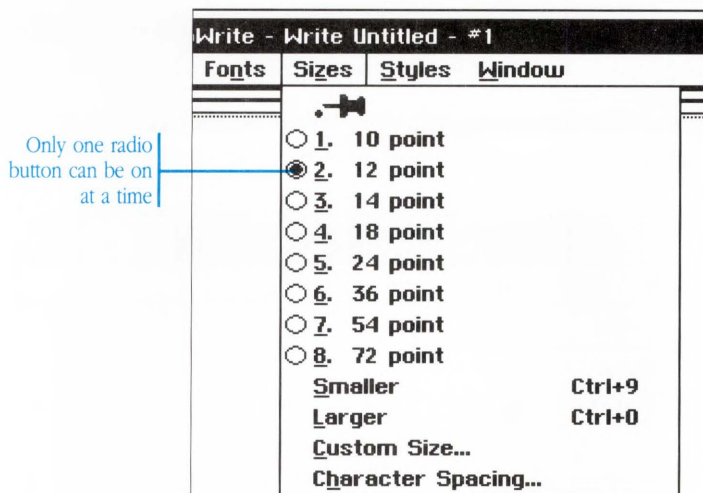 Write - Write Untitled - #1
Fonts Sizes Styles Window
Only one radio
button can be on
at a time
1. 10 point
2. 12 point
3. 14 point
4. 18 point
5. 24 point
6. 36 point
7. 54 point
8. 72 point
Smaller Ctrl+9
Larger Ctrl+0
Custom Size...
Character Spacing...